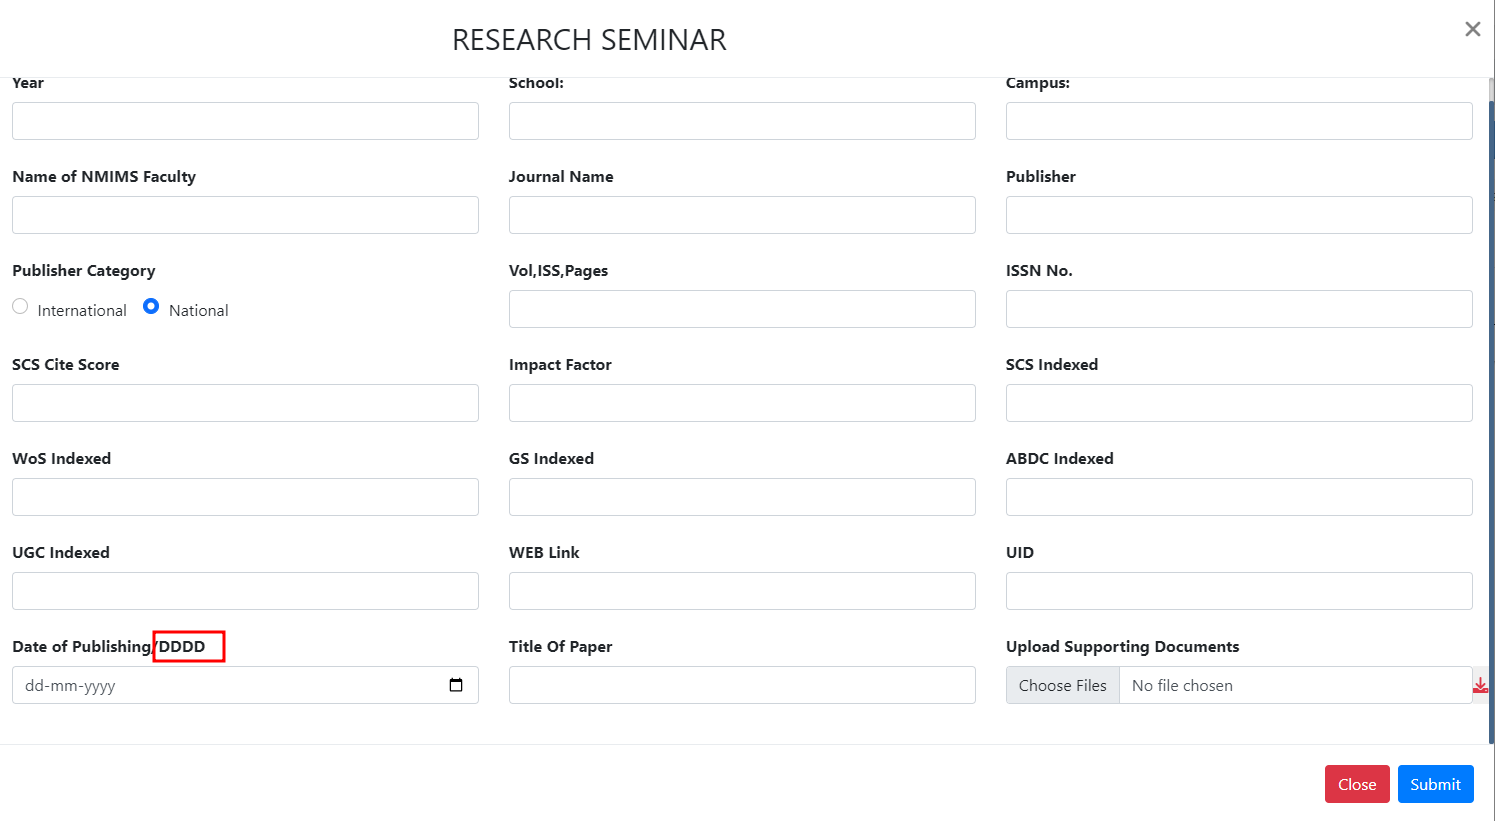 RESEARCH SEMINAR
Year School: Campus:
Name of NMIMS Faculty Journal Name Publisher
Publisher Category Vol,ISS,Pages ISSN No.
International National
SCS Cite Score Impact Factor SCS Indexed
WoS Indexed GS Indexed ABDC Indexed
UGC Indexed WEB Link UID
Date of Publishing/DDDD Title Of Paper Upload Supporting Documents
dd-mm-yyyy Choose Files No file chosen
Close Submit